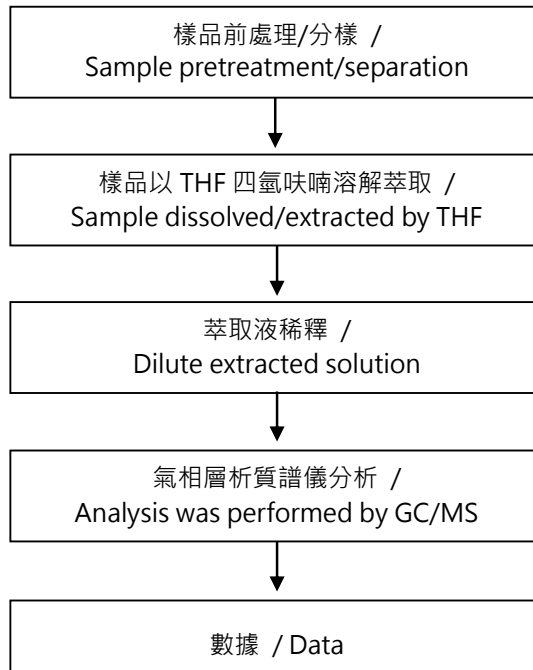 樣品前處理/分樣 /
Sample pretreatment/separation
樣品以 THF 四氫呋喃溶解萃取 /
Sample dissolved/extracted by THF
萃取液稀釋 /
Dilute extracted solution
氣相層析質譜儀分析 /
Analysis was performed by GC/MS
數據 / Data